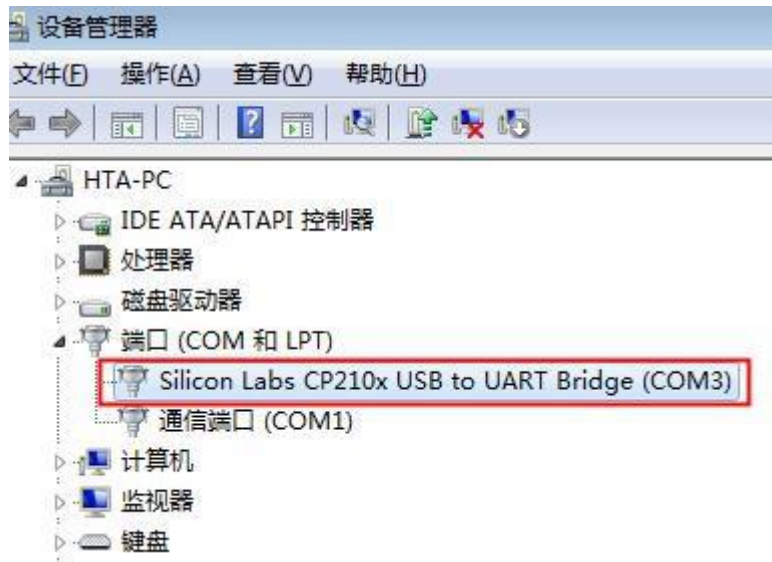 设备管理器
文件(F) 操作(A) 查看(V) 帮助(H)
HTA-PC
IDE ATA/ATAPI 控制器
处理器
磁盘驱动器
端口 (COM 和 LPT)
Silicon Labs CP210x USB to UART Bridge (COM3)
通信端口 (COM1)
计算机
监视器
键盘